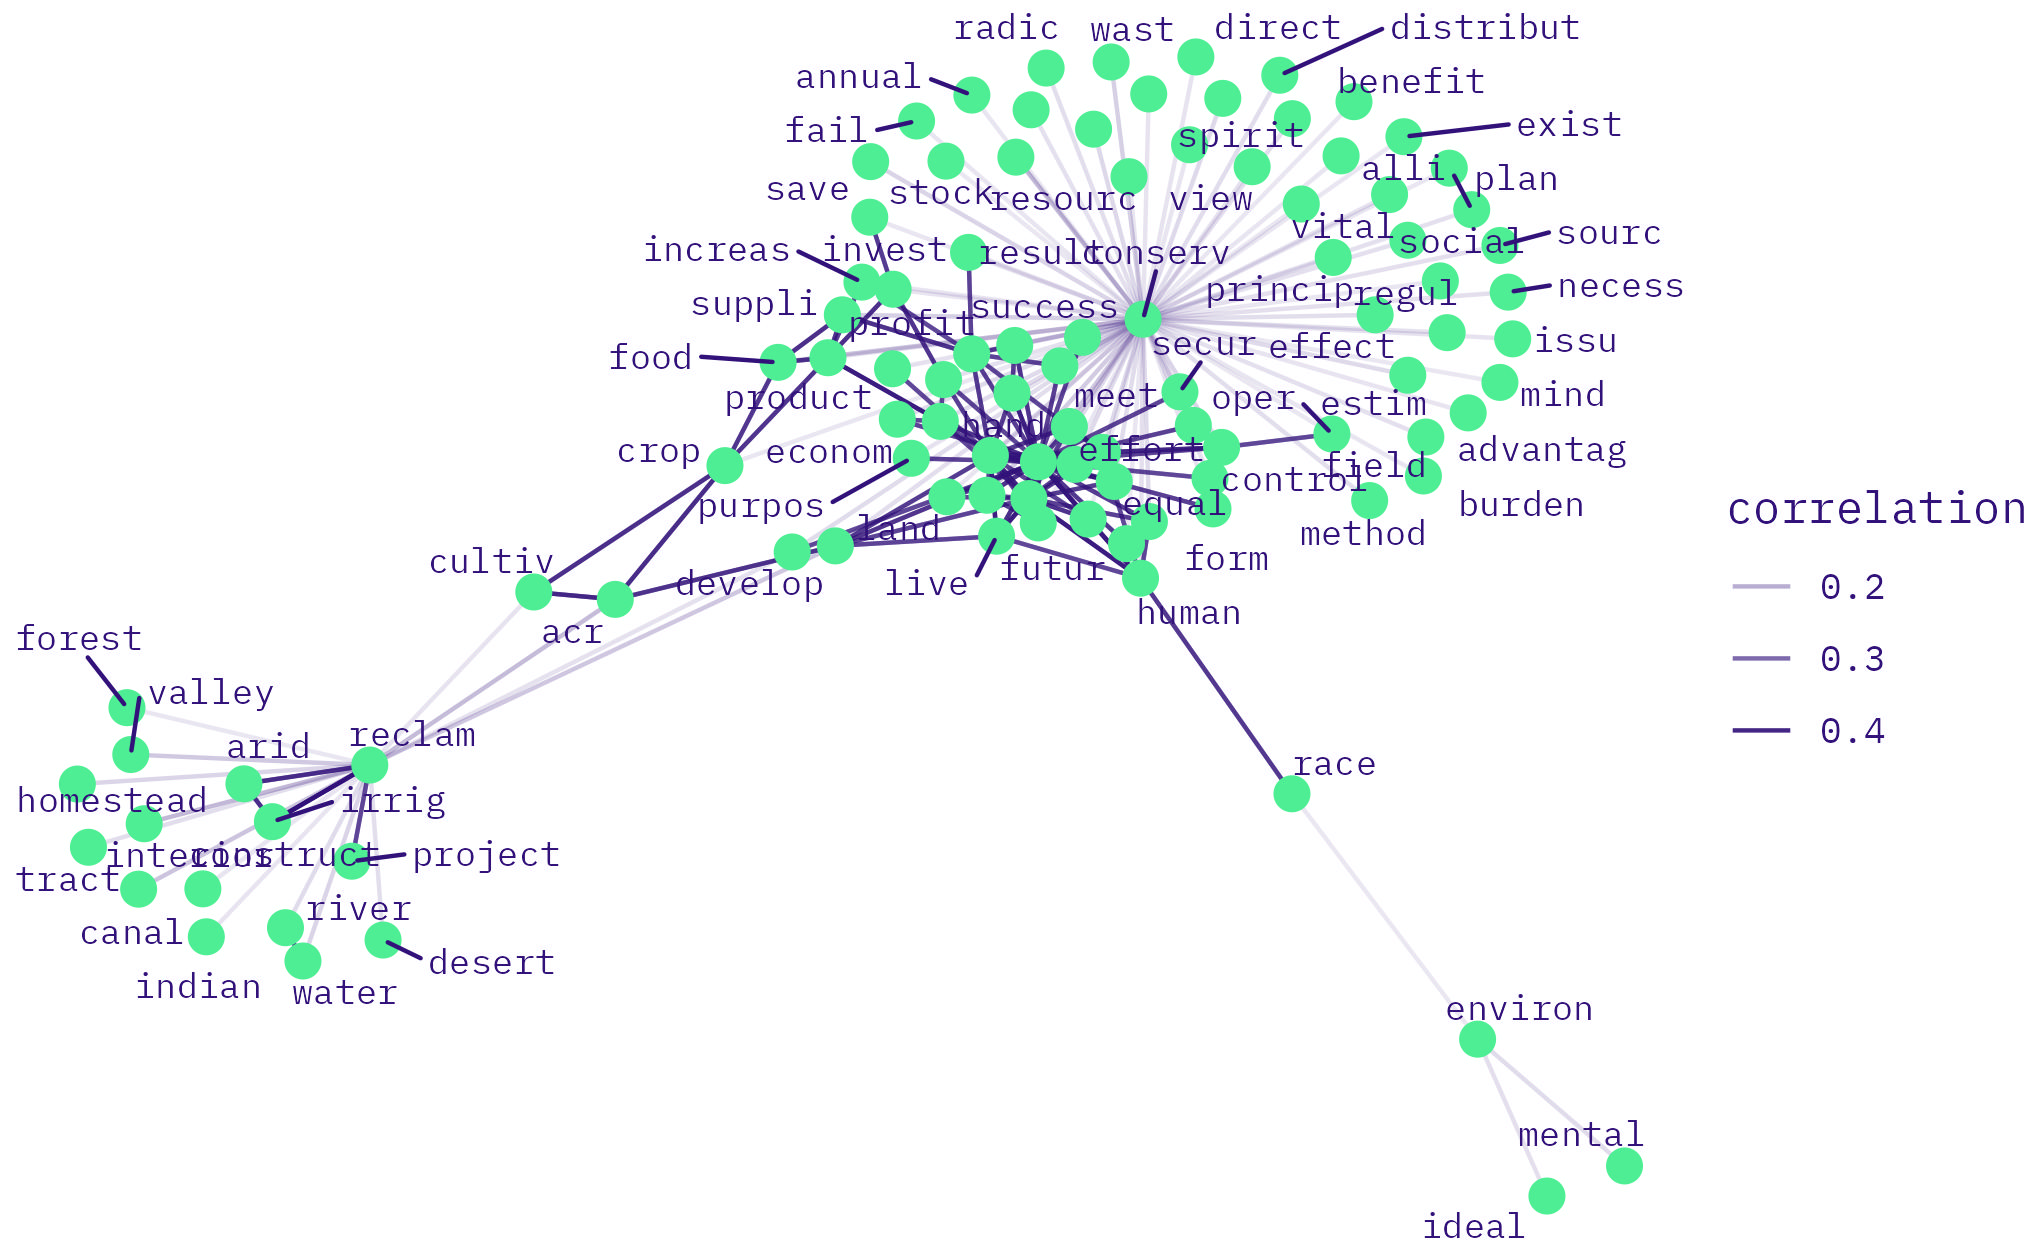 radic
wast
direct
distribut
annual
benefit
fail
spirit
exist
save
stock
resourc
view
alli
plan
increas
invest
result
conserv
vital
social
sourc
suppli
profit
success
princip
regul
necess
food
secur
effect
issu
product
meet
oper
estim
mind
crop
econom
hand
effort
control
field
advantag
purpos
land
equal
method
burden
correlation
cultiv
develop
live
futur
form
0.2
acr
human
forest
0.3
valley
arid
reclam
race
0.4
homestead
irrig
interior
construct
project
tract
river
canal
desert
indian
water
environ
mental
ideal